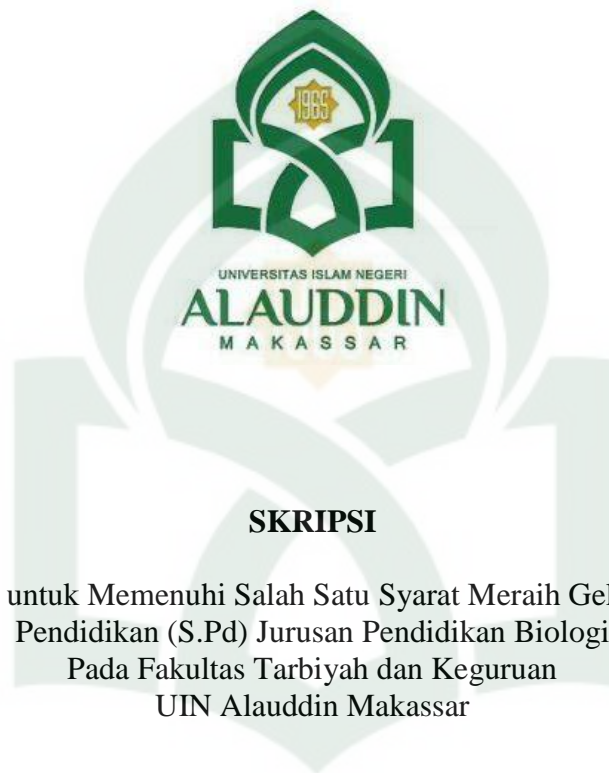 1965
UNIVERSITAS ISLAM NEGERI
ALAUDDIN
MAKASSAR
SKRIPSI
untuk Memenuhi Salah Satu Syarat Meraih Gel
Pendidikan (S.Pd) Jurusan Pendidikan Biologi
Pada Fakultas Tarbiyah dan Keguruan
UIN Alauddin Makassar